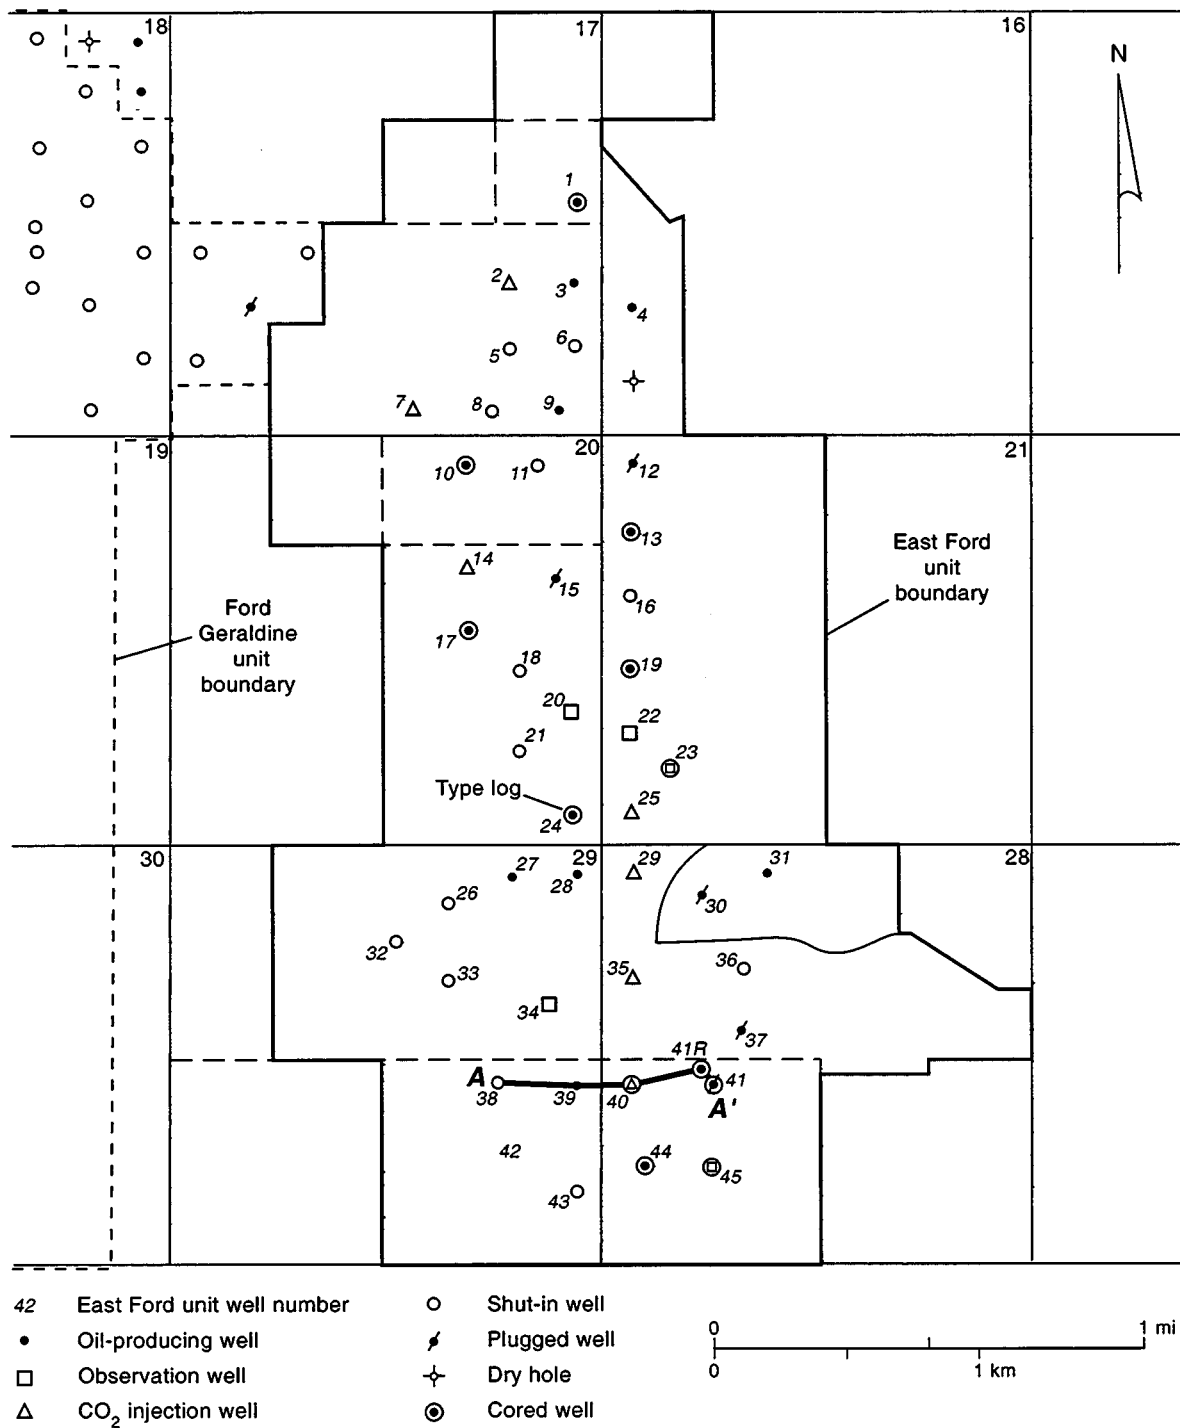 18
17
16
N
1
2
3
4
5
6
7
8
9
19
20
21
10
11
12
13
14
15
16
East Ford
unit
boundary
Ford
Geraldine
unit
boundary
17
18
19
20
21
22
23
Type log
24
25
30
29
28
26
27
28
29
30
31
32
33
34
35
36
37
41R
A
38
39
40
41
A'
42
43
44
45
42 East Ford unit well number
Oil-producing well
Observation well
CO2 injection well
Shut-in well
Plugged well
Dry hole
Cored well
0 1 mi
0 1 km